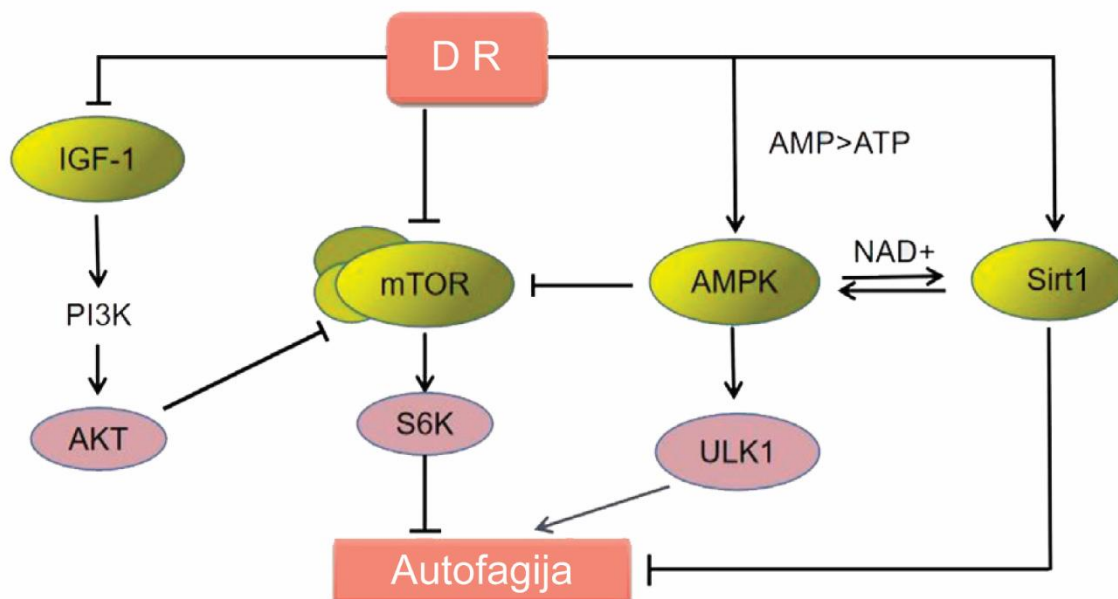 D R
IGF-1
AMP>ATP
mTOR
AMPK
NAD+
Sirt1
PI3K
AKT
S6K
ULK1
Autofagija